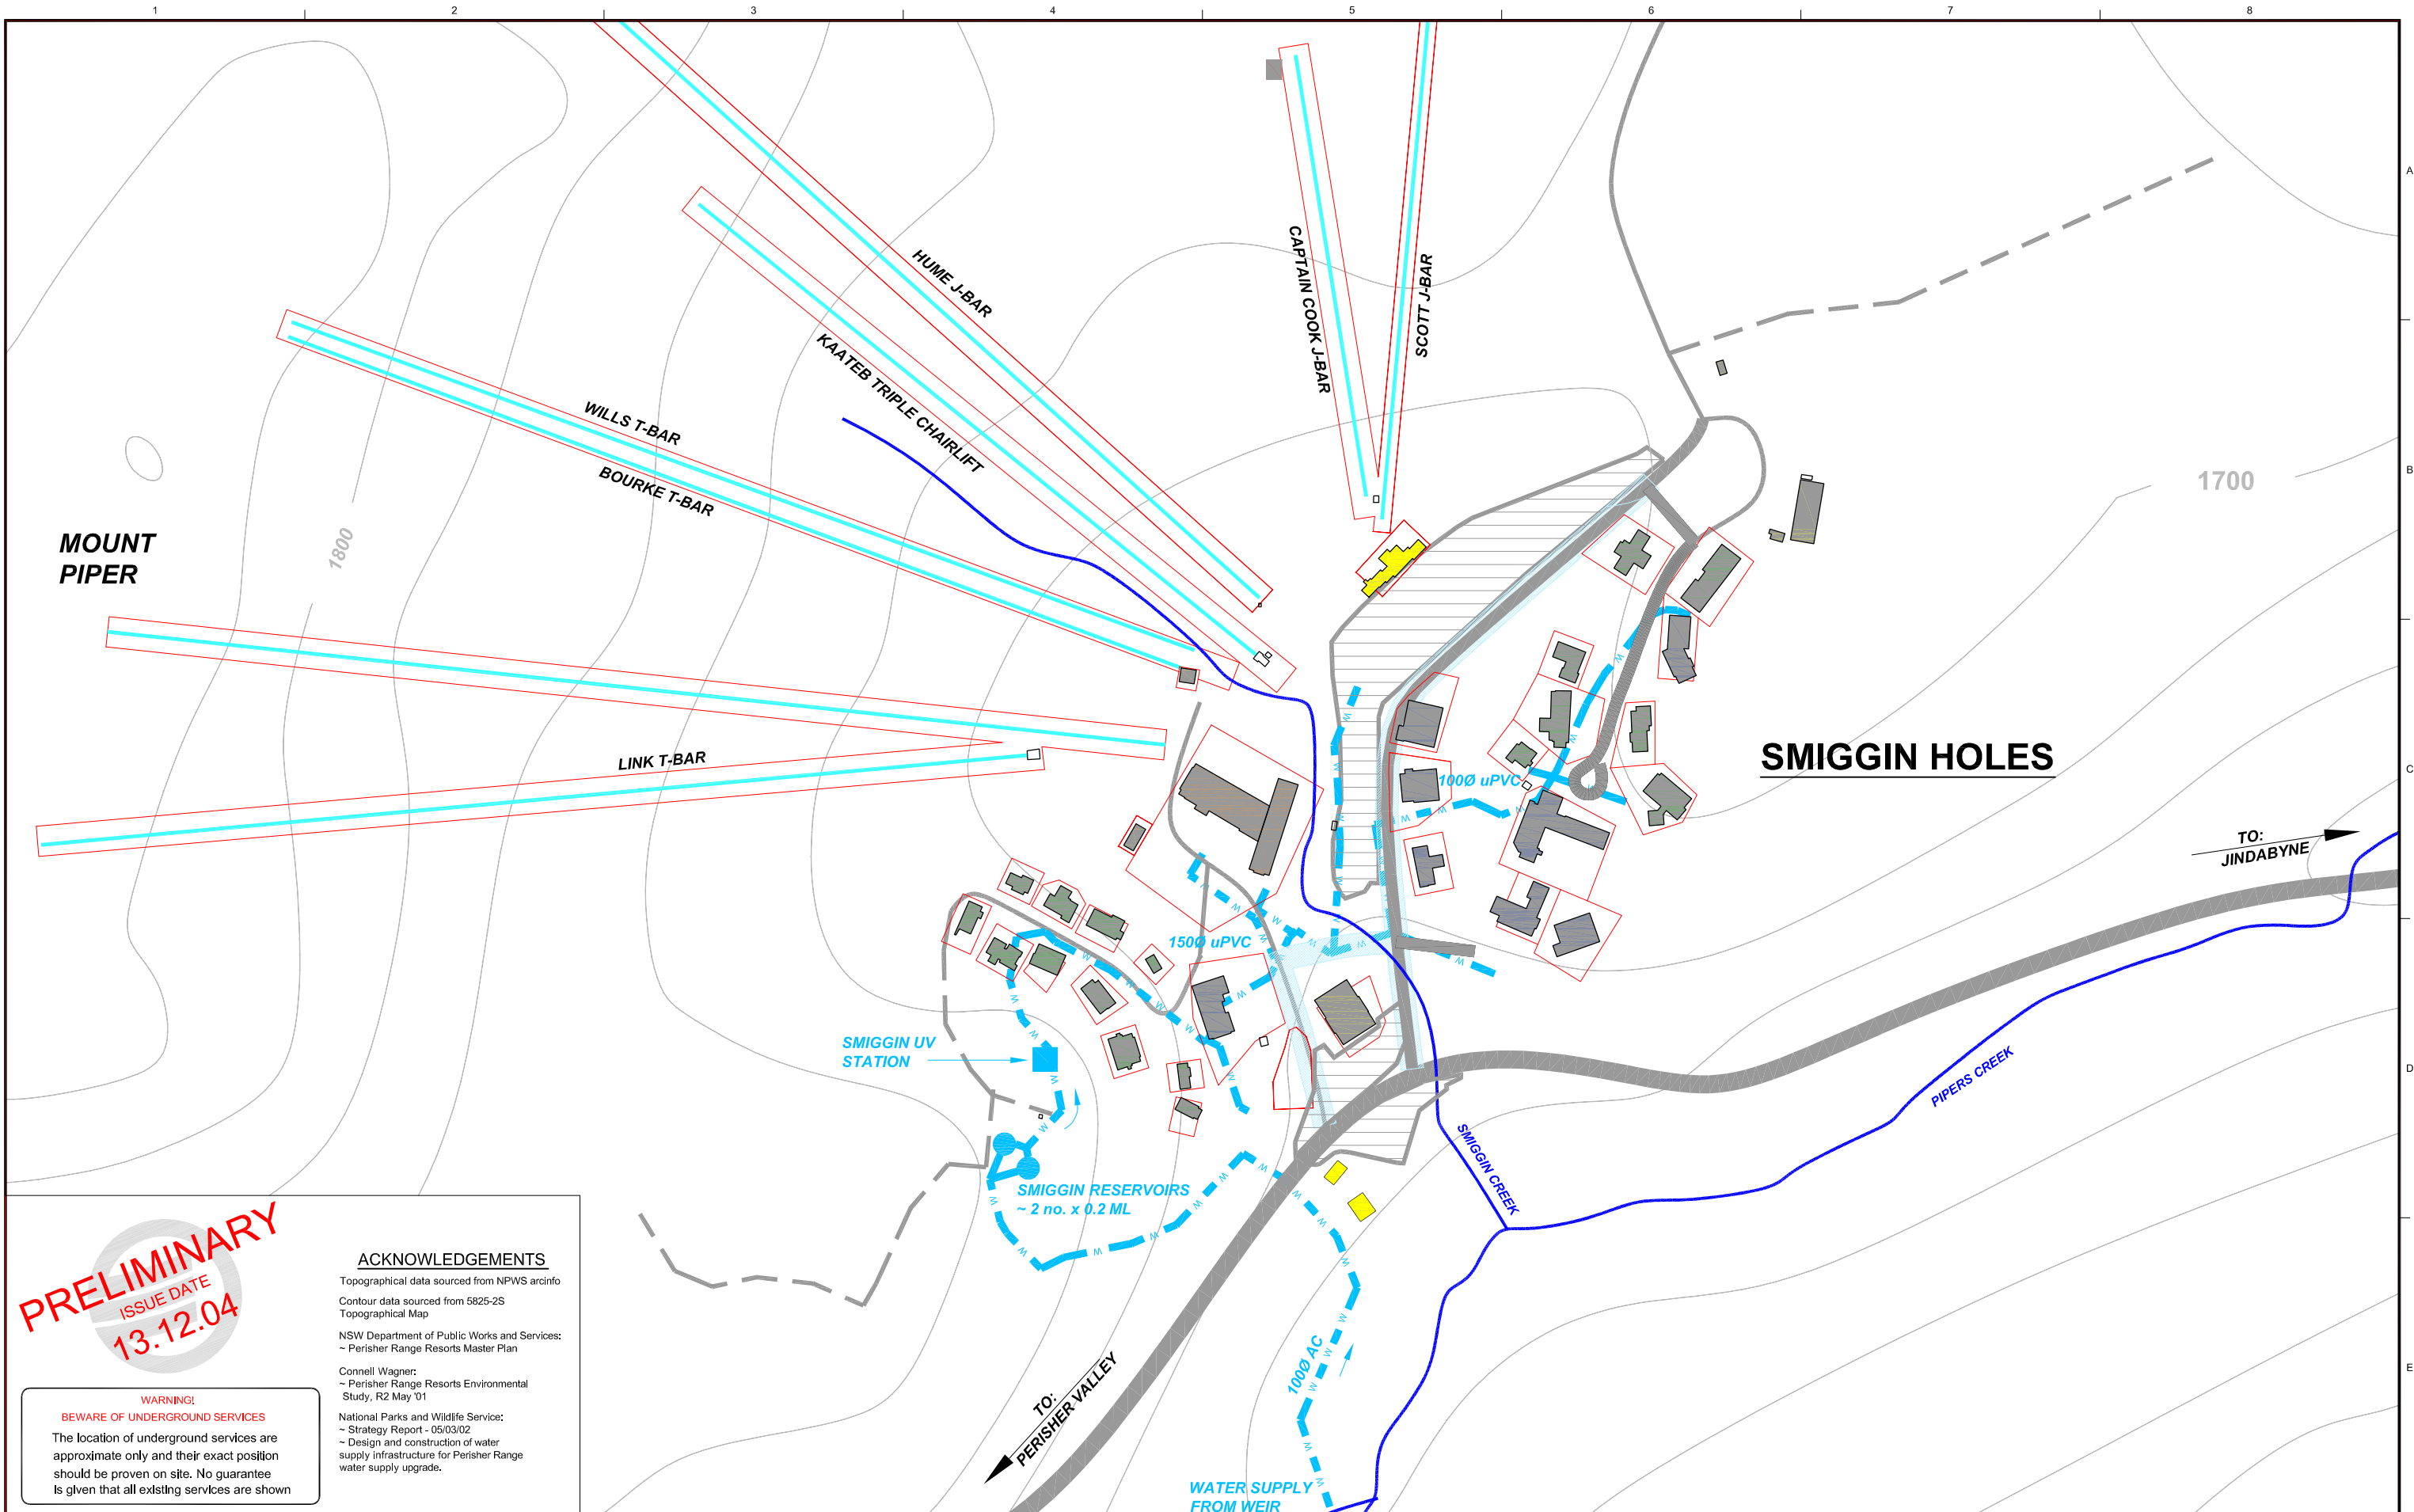 1 2 3 4 5 6 7 8
A
B
C
D
E
HUME J-BAR
KAATEB TRIPLE CHAIRLIFT
WILLS T-BAR
BOURKE T-BAR
CAPTAIN COOK J-BAR
SCOTT J-BAR
1700
1800
MOUNT
PIPER
LINK T-BAR
SMIGGIN HOLES
100Ø uPVC
TO:
JINDABYNE
150Ø uPVC
SMIGGIN UV
STATION
PIPERS CREEK
SMIGGIN CREEK
SMIGGIN RESERVOIRS
~ 2 no. x 0.2 ML
100Ø AC
TO:
PERISHER VALLEY
WATER SUPPLY
FROM WEIR
PRELIMINARY
ISSUE DATE
13.12.04
WARNING!
BEWARE OF UNDERGROUND SERVICES
The location of underground services are
approximate only and their exact position
should be proven on site. No guarantee
is given that all existing services are shown
ACKNOWLEDGEMENTS
Topographical data sourced from NPWS arcinfo
Contour data sourced from 5825-2S
Topographical Map
NSW Department of Public Works and Services:
~ Perisher Range Resorts Master Plan
Connell Wagner:
~ Perisher Range Resorts Environmental
Study, R2 May '01
National Parks and Wildlife Service:
~ Strategy Report - 05/03/02
~ Design and construction of water
supply infrastructure for Perisher Range
water supply upgrade.